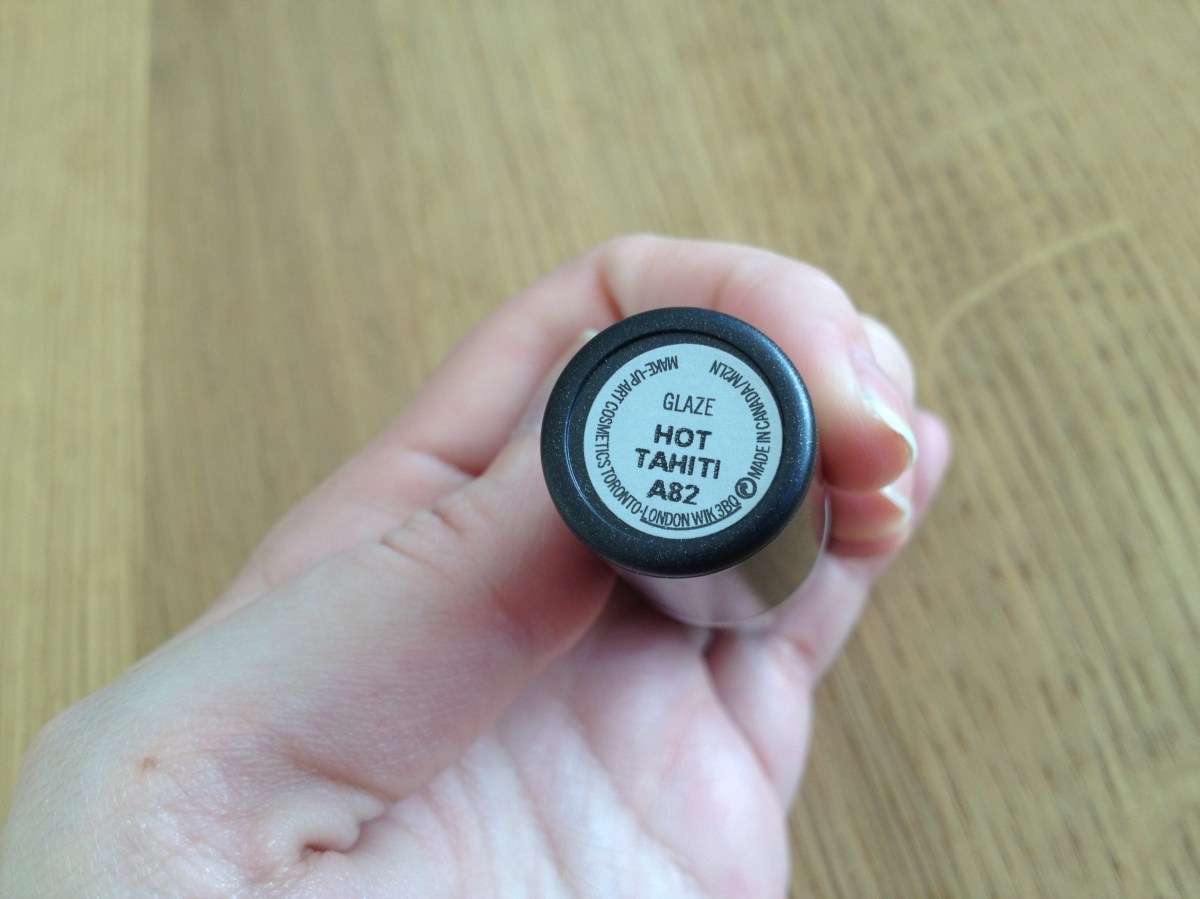 GLAZE
HOT
TAHITI
A82
MAKE-UP ART COSMETICS TORONTO-LONDON W1K 3BQ
MADE IN CANADA/M2LN